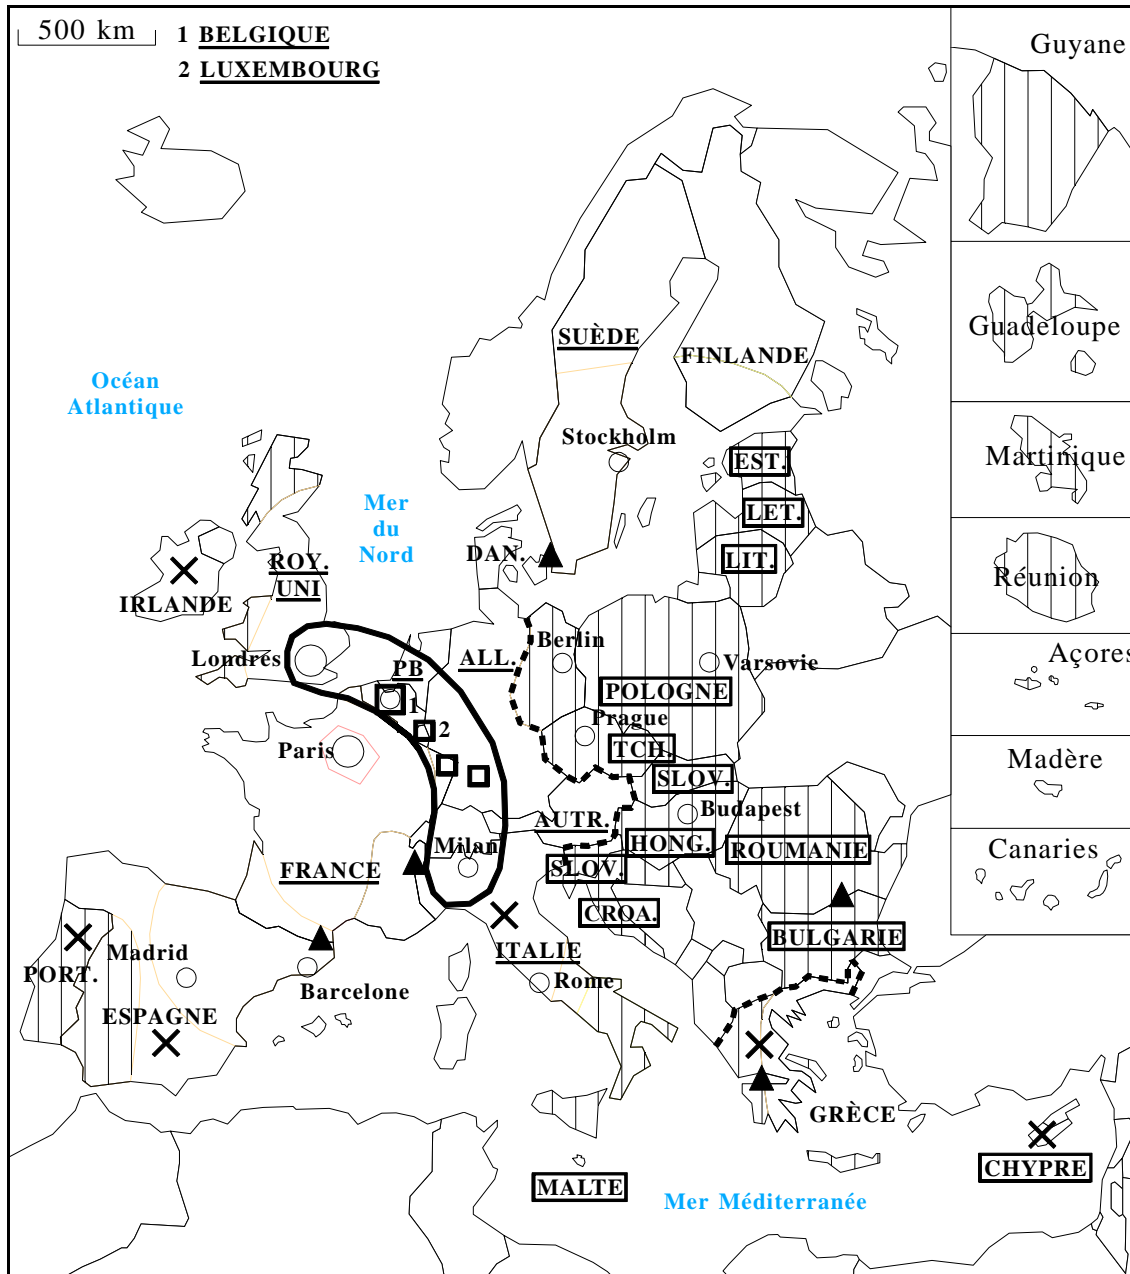 500 km
1 BELGIQUE
2 LUXEMBOURG
Guyane
Guadeloupe
Martinique
Réunion
Açores
Madère
Canaries
Océan
Atlantique
SUÈDE
FINLANDE
Stockholm
EST.
LET.
LIT.
Mer
du
Nord
DAN.
ROY.
UNI
IRLANDE
Londres
PB
ALL.
Berlin
Varsovie
POLOGNE
1
2
Prague
TCH.
SLOV.
Paris
Budapest
AUTR.
HONG.
ROUMANIE
Milan
FRANCE
SLOV.
CROA.
BULGARIE
ITALIE
Madrid
PORT.
Barcelone
Rome
ESPAGNE
GRÈCE
CHYPRE
MALTE
Mer Méditerranée